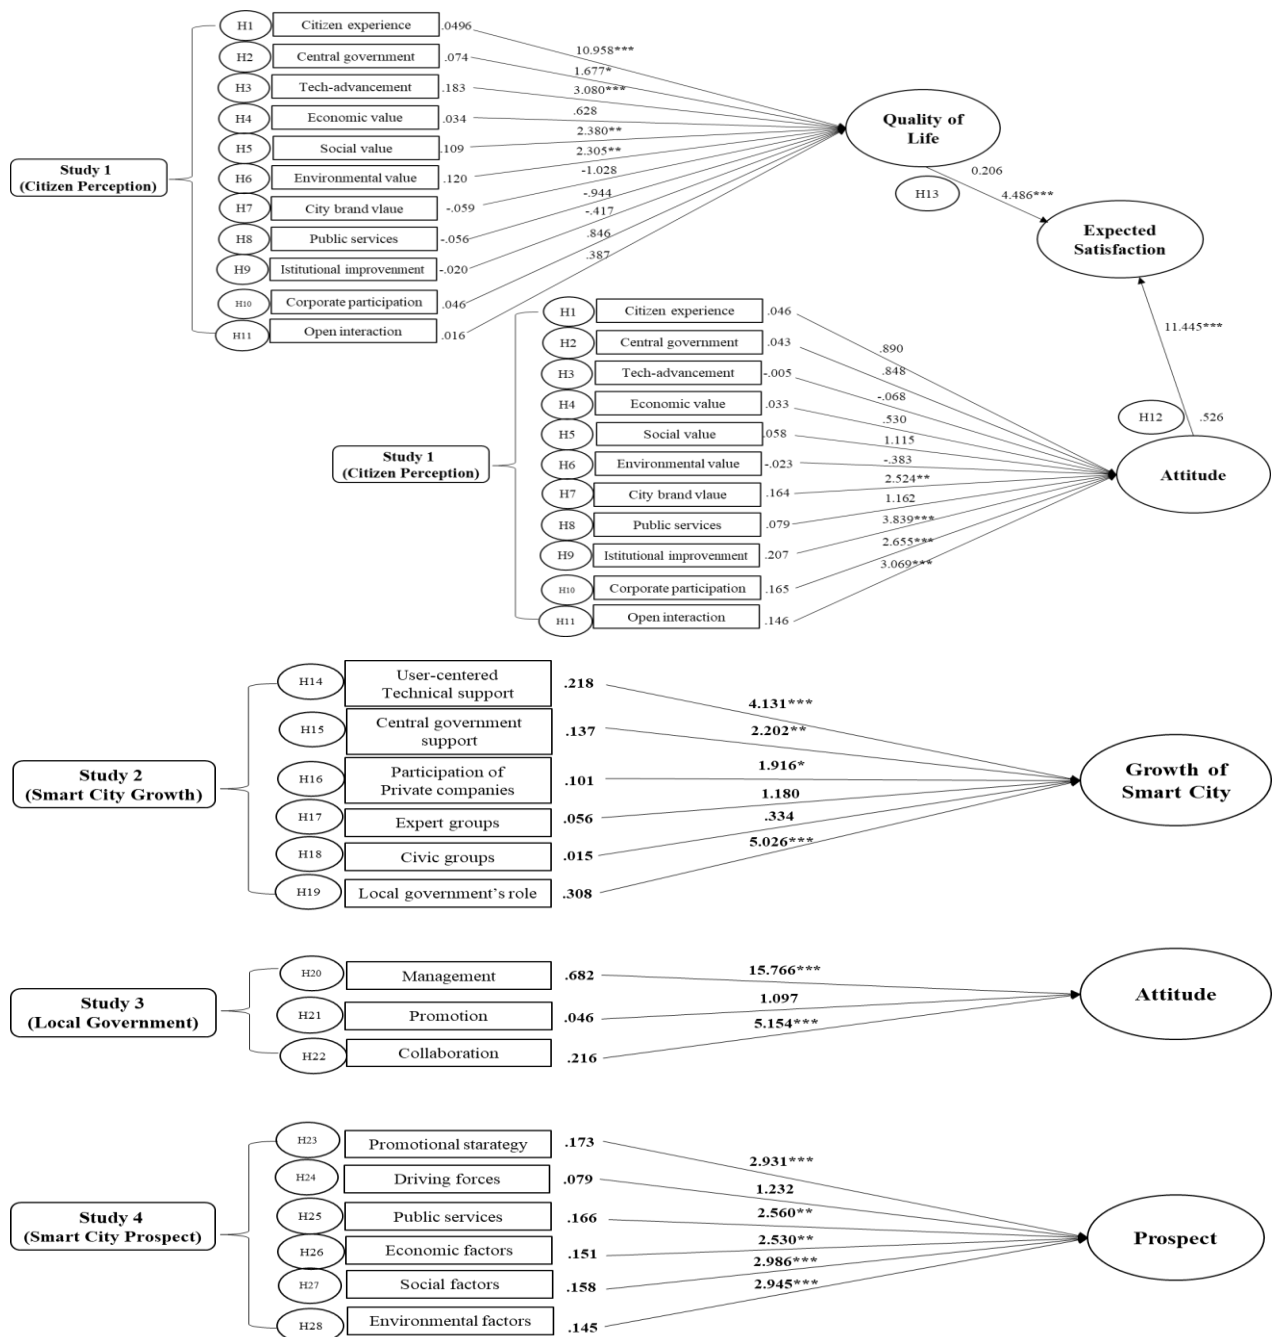 H1 Citizen experience .0496 10.958***
H2 Central government .074 1.677*
H3 Tech-advancement .183 3.080***
H4 Economic value .034 .628
H5 Social value .109 2.380**
H6 Environmental value .120 2.305**
H7 City brand vlaue -.059 -1.028
H8 Public services -.056 -.944
H9 Istitutional improvenment -.020 -.417
H10 Corporate participation .046 .846
H11 Open interaction .016 .387
Study 1
(Citizen Perception)
Quality of
Life
0.206
H13
4.486***
Expected
Satisfaction
11.445***
H12
.526
Attitude
H1 Citizen experience .046 .890
H2 Central government .043 .848
H3 Tech-advancement -.005 -.068
H4 Economic value .033 .530
H5 Social value .058 1.115
H6 Environmental value -.023 -.383
H7 City brand vlaue .164 2.524**
H8 Public services .079 1.162
H9 Istitutional improvenment .207 3.839***
H10 Corporate participation .165 2.655***
H11 Open interaction .146 3.069***
Study 1
(Citizen Perception)
H14 User-centered
Technical support .218 4.131***
H15 Central government
support .137 2.202**
H16 Participation of
Private companies .101 1.916*
H17 Expert groups .056 1.180
H18 Civic groups .015 .334
H19 Local government's role .308 5.026***
Study 2
(Smart City Growth)
Growth of
Smart City
H20 Management .682 15.766***
H21 Promotion .046 1.097
H22 Collaboration .216 5.154***
Study 3
(Local Government)
Attitude
H23 Promotional starategy .173 2.931***
H24 Driving forces .079 1.232
H25 Public services .166 2.560**
H26 Economic factors .151 2.530**
H27 Social factors .158 2.986***
H28 Environmental factors .145 2.945***
Study 4
(Smart City Prospect)
Prospect